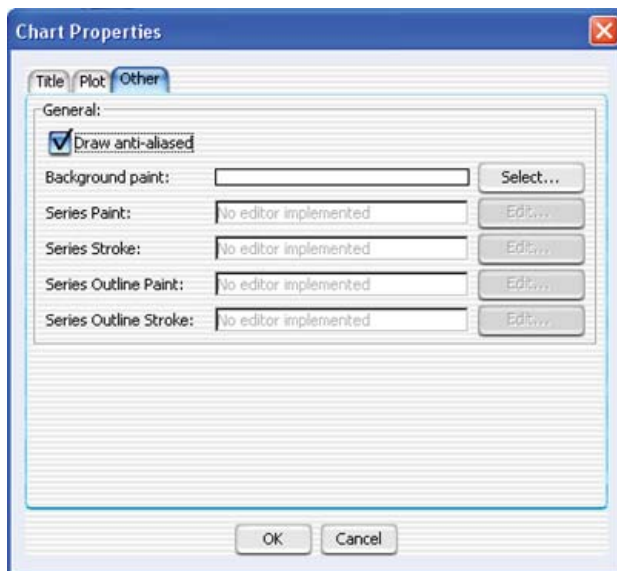 Chart Properties
Title Plot Other
General:
Draw anti-aliased
Background paint: Select...
Series Paint: No editor implemented Edit...
Series Stroke: No editor implemented Edit...
Series Outline Paint: No editor implemented Edit...
Series Outline Stroke: No editor implemented Edit...
OK Cancel